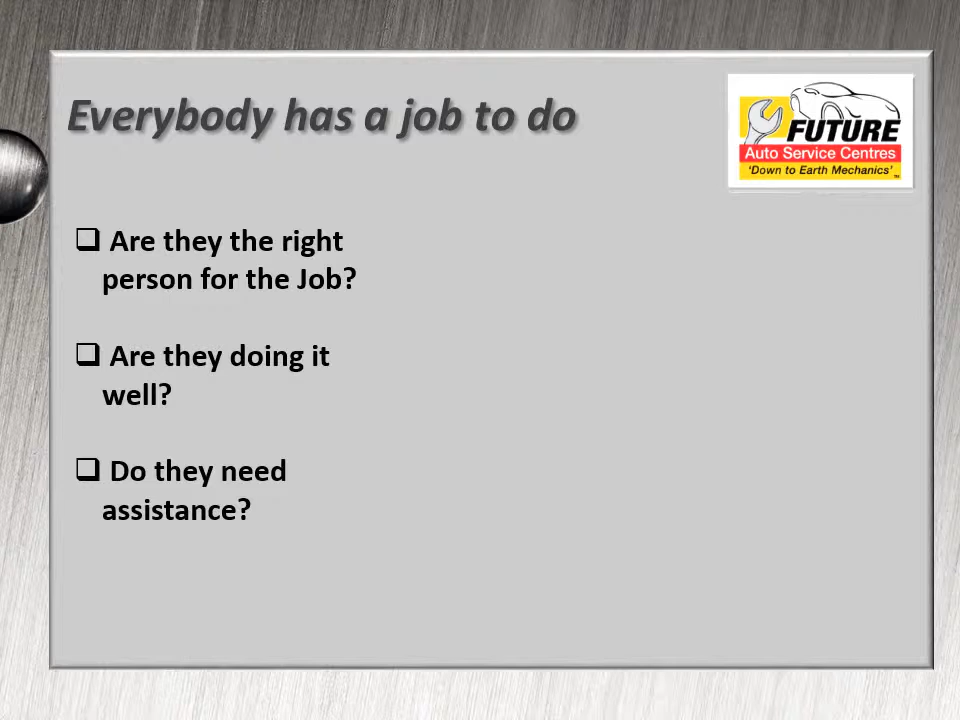 Everybody has a job to do
FUTURE
Auto Service Centres
'Down to Earth Mechanics'™
Are they the right
person for the Job?
Are they doing it
well?
Do they need
assistance?